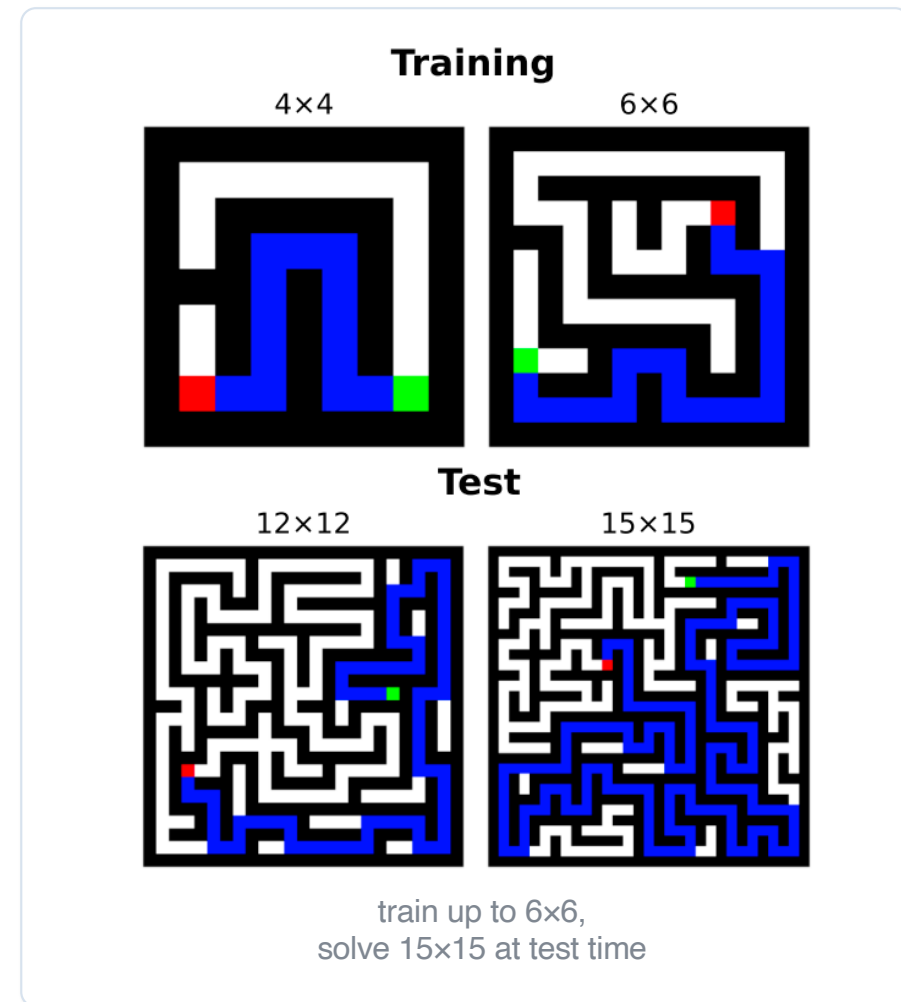 Training
4×4
6×6
Test
12×12
15×15
train up to 6×6,
solve 15×15 at test time